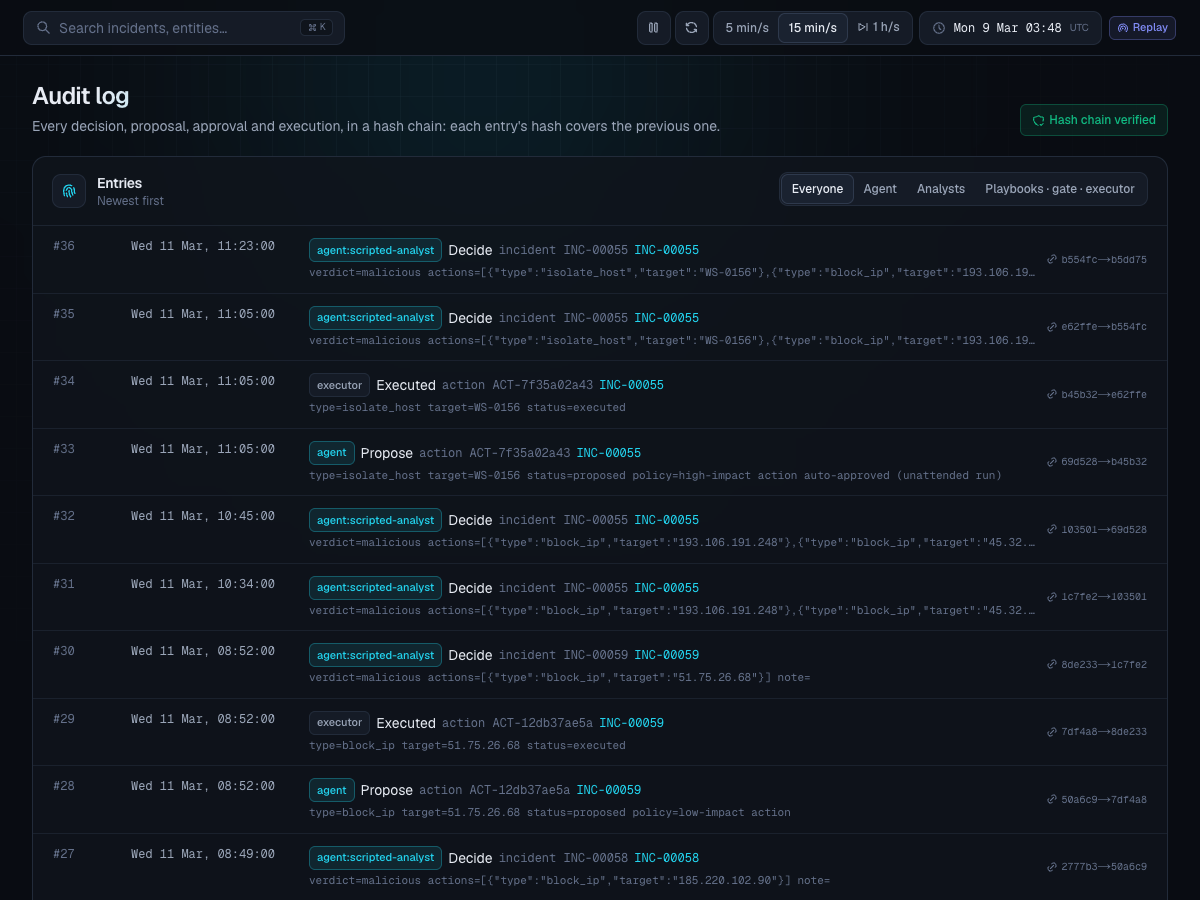 Search incidents, entities… ⌘ K 5 min/s 15 min/s 1 h/s Mon 9 Mar 03:48 UTC Replay
Audit log
Every decision, proposal, approval and execution, in a hash chain: each entry's hash covers the previous one.
Hash chain verified
Entries
Newest first
Everyone Agent Analysts Playbooks · gate · executor
#36 Wed 11 Mar, 11:23:00 agent:scripted-analyst Decide incident INC-00055 INC-00055
verdict=malicious actions=[{"type":"isolate_host","target":"WS-0156"},{"type":"block_ip","target":"193.106.19… b554fc→b5dd75
#35 Wed 11 Mar, 11:05:00 agent:scripted-analyst Decide incident INC-00055 INC-00055
verdict=malicious actions=[{"type":"isolate_host","target":"WS-0156"},{"type":"block_ip","target":"193.106.19… e62ffe→b554fc
#34 Wed 11 Mar, 11:05:00 executor Executed action ACT-7f35a02a43 INC-00055
type=isolate_host target=WS-0156 status=executed b45b32→e62ffe
#33 Wed 11 Mar, 11:05:00 agent Propose action ACT-7f35a02a43 INC-00055
type=isolate_host target=WS-0156 status=proposed policy=high-impact action auto-approved (unattended run) 69d528→b45b32
#32 Wed 11 Mar, 10:45:00 agent:scripted-analyst Decide incident INC-00055 INC-00055
verdict=malicious actions=[{"type":"block_ip","target":"193.106.191.248"},{"type":"block_ip","target":"45.32.… 103501→69d528
#31 Wed 11 Mar, 10:34:00 agent:scripted-analyst Decide incident INC-00055 INC-00055
verdict=malicious actions=[{"type":"block_ip","target":"193.106.191.248"},{"type":"block_ip","target":"45.32.… 1c7fe2→103501
#30 Wed 11 Mar, 08:52:00 agent:scripted-analyst Decide incident INC-00059 INC-00059
verdict=malicious actions=[{"type":"block_ip","target":"51.75.26.68"}] note= 8de233→1c7fe2
#29 Wed 11 Mar, 08:52:00 executor Executed action ACT-12db37ae5a INC-00059
type=block_ip target=51.75.26.68 status=executed 7df4a8→8de233
#28 Wed 11 Mar, 08:52:00 agent Propose action ACT-12db37ae5a INC-00059
type=block_ip target=51.75.26.68 status=proposed policy=low-impact action 50a6c9→7df4a8
#27 Wed 11 Mar, 08:49:00 agent:scripted-analyst Decide incident INC-00058 INC-00058
verdict=malicious actions=[{"type":"block_ip","target":"185.220.102.90"}] note= 2777b3→50a6c9